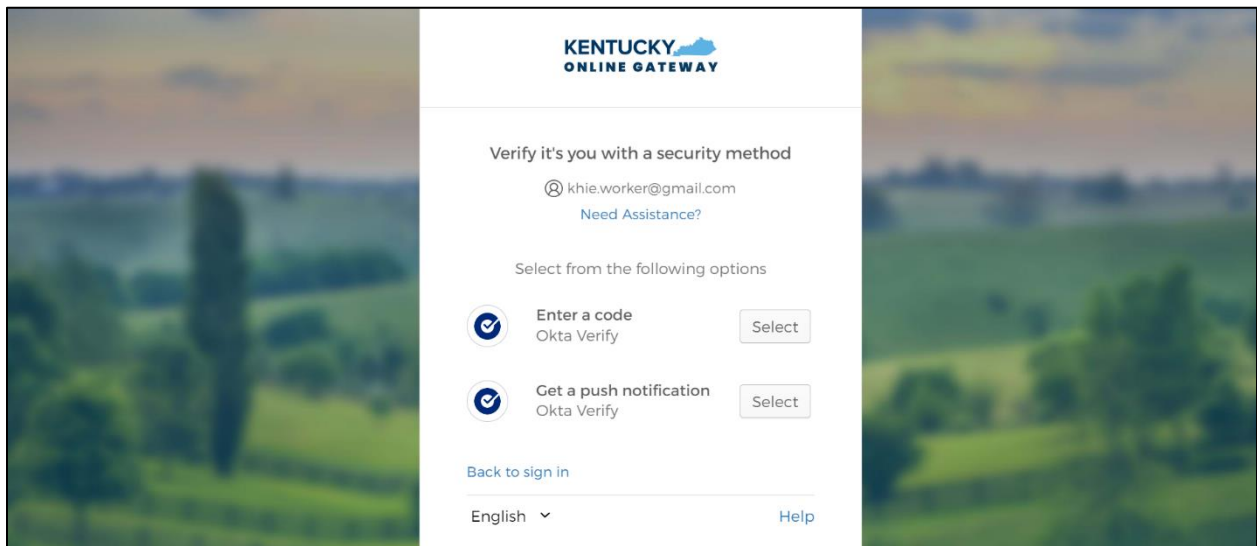 KENTUCKY
ONLINE GATEWAY
Verify it's you with a security method
khie.worker@gmail.com
Need Assistance?
Select from the following options
Enter a code
Okta Verify
Select
Get a push notification
Okta Verify
Select
Back to sign in
English
Help